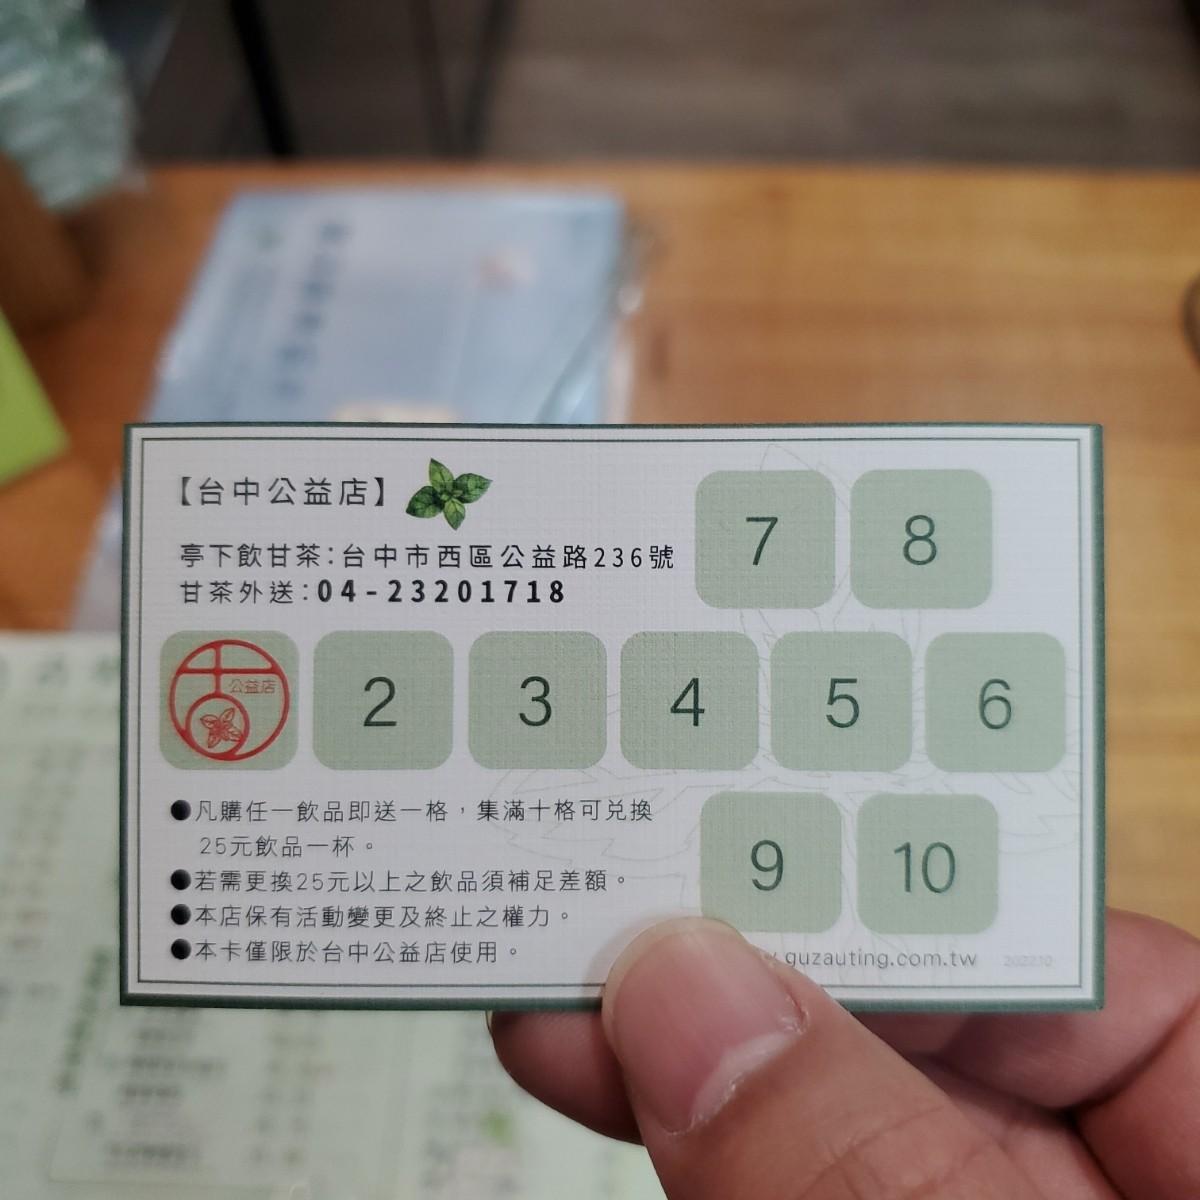 【台中公益店】
亭下飲甘茶：台中市西區公益路236號
甘茶外送：04-23201718
7
8
公益店
2
3
4
5
6
●凡購任一飲品即送一格，集滿十格可兌換
25元飲品一杯。
●若需更換25元以上之飲品須補足差額。
●本店保有活動變更及終止之權力。
●本卡僅限於台中公益店使用。
9
10
guzauting.com.tw
2022.10